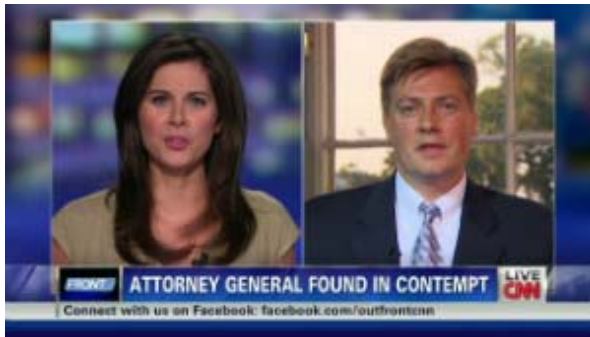 FRONT
ATTORNEY GENERAL FOUND IN CONTEMPT
LIVE
CNN
Connect with us on Facebook: facebook.com/outfrontcnn